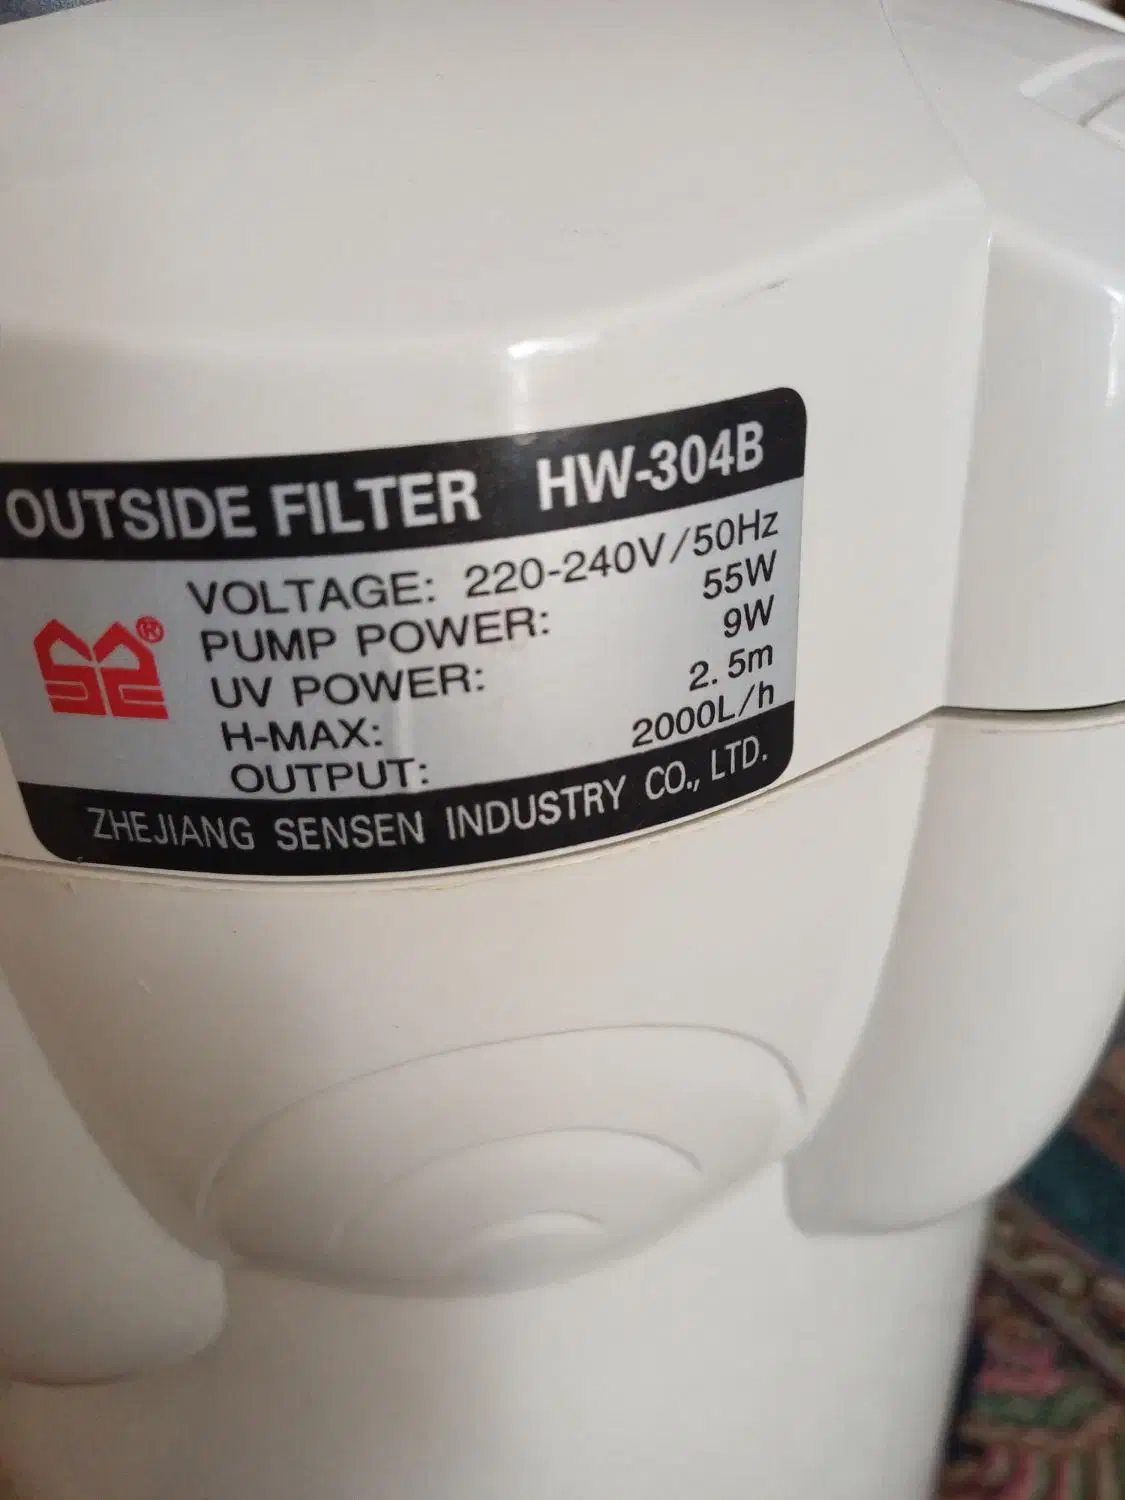 OUTSIDE FILTER HW-304B
VOLTAGE: 220-240V/50Hz
PUMP POWER: 55W
UV POWER: 9W
H-MAX: 2.5m
OUTPUT: 2000L/h
®
ZHEJIANG SENSEN INDUSTRY CO., LTD.